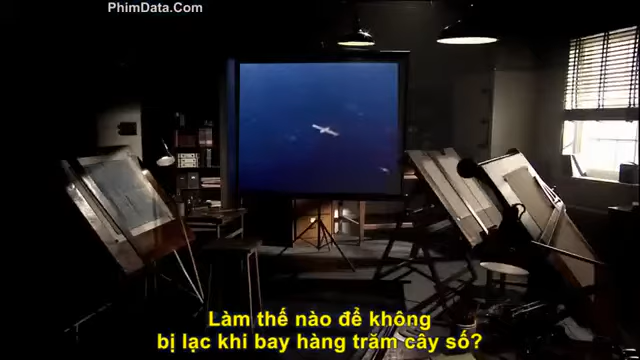 PhimData.Com
Làm thế nào để không
bị lạc khi bay hàng trăm cây số?